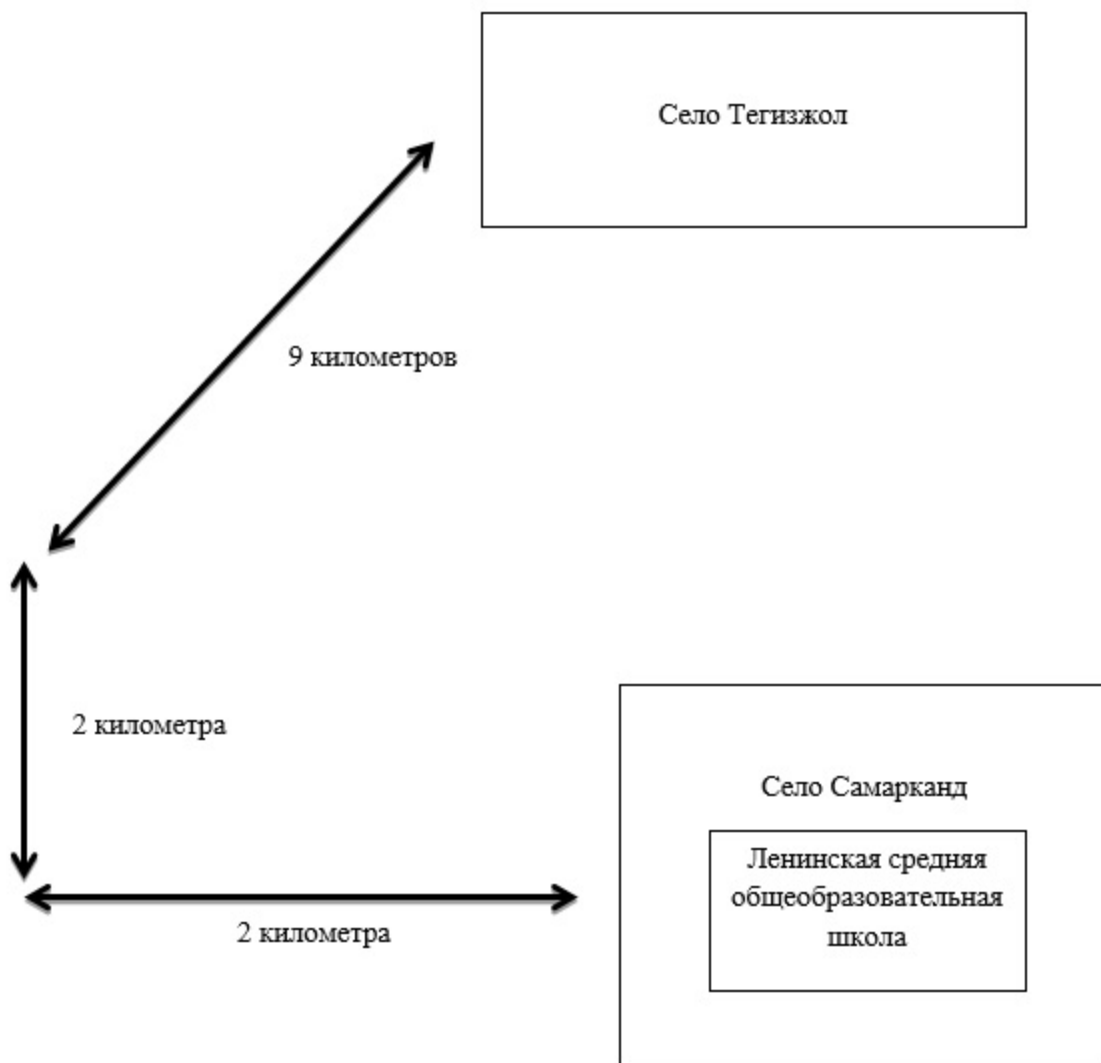 Село Тегизжол
9 километров
2 километра
Село Самарканд
Ленинская средняя
общеобразовательная
школа
2 километра